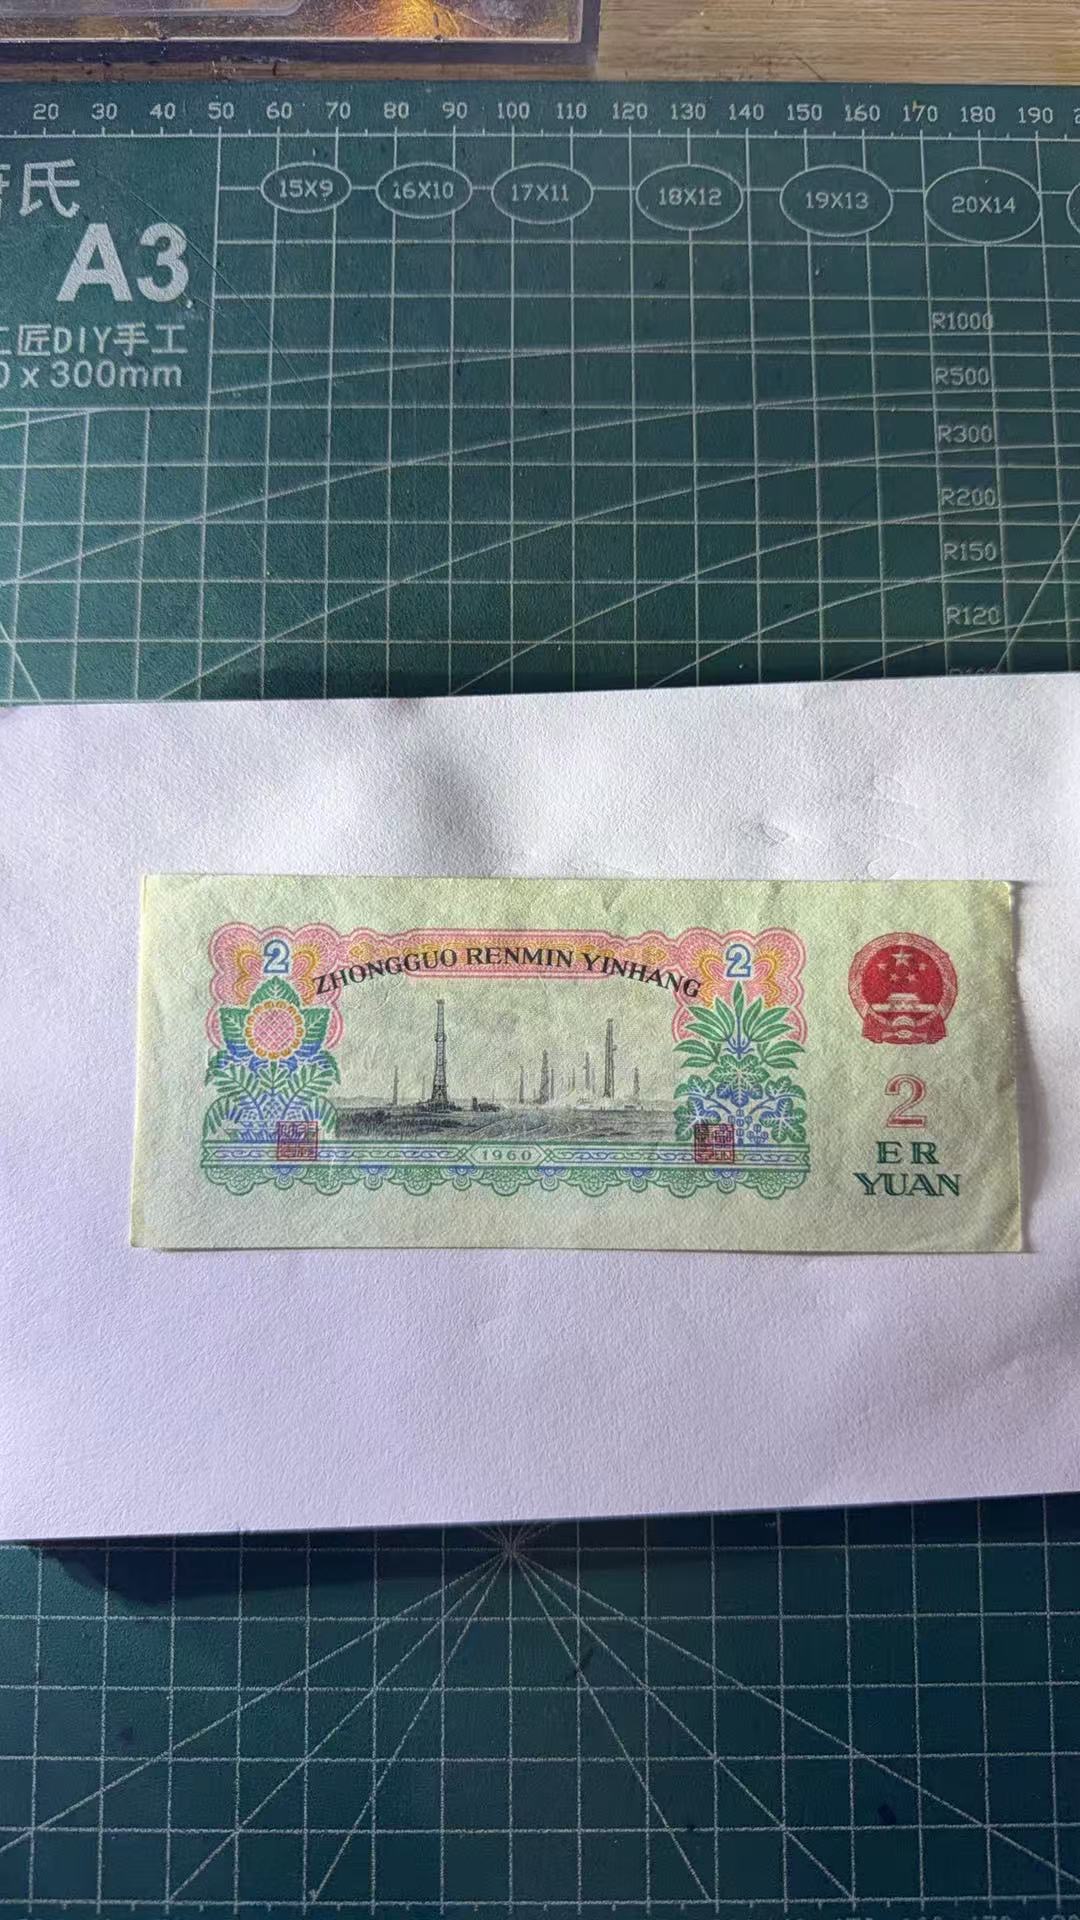 20 30 40 50 60 70 80 90 100 110 120 130 140 150 160 170 180 190
15X9 16X10 17X11 18X12 19X13 20X14
氏
A3
匠DIY手工
0 x 300mm
R1000
R500
R300
R200
R150
R120
2 ZHONGGUO RENMIN YINHANG 2
1960
2
ER
YUAN